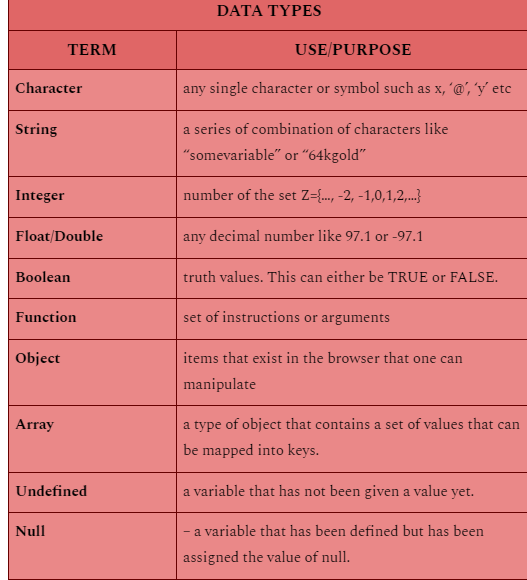 DATA TYPES
TERM USE/PURPOSE
Character any single character or symbol such as x, ‘@’, ‘y’ etc
String a series of combination of characters like
“somevariable” or “64kgold”
Integer number of the set Z={…, -2, -1,0,1,2,…}
Float/Double any decimal number like 97.1 or -97.1
Boolean truth values. This can either be TRUE or FALSE.
Function set of instructions or arguments
Object items that exist in the browser that one can
manipulate
Array a type of object that contains a set of values that can
be mapped into keys.
Undefined a variable that has not been given a value yet.
Null – a variable that has been defined but has been
assigned the value of null.